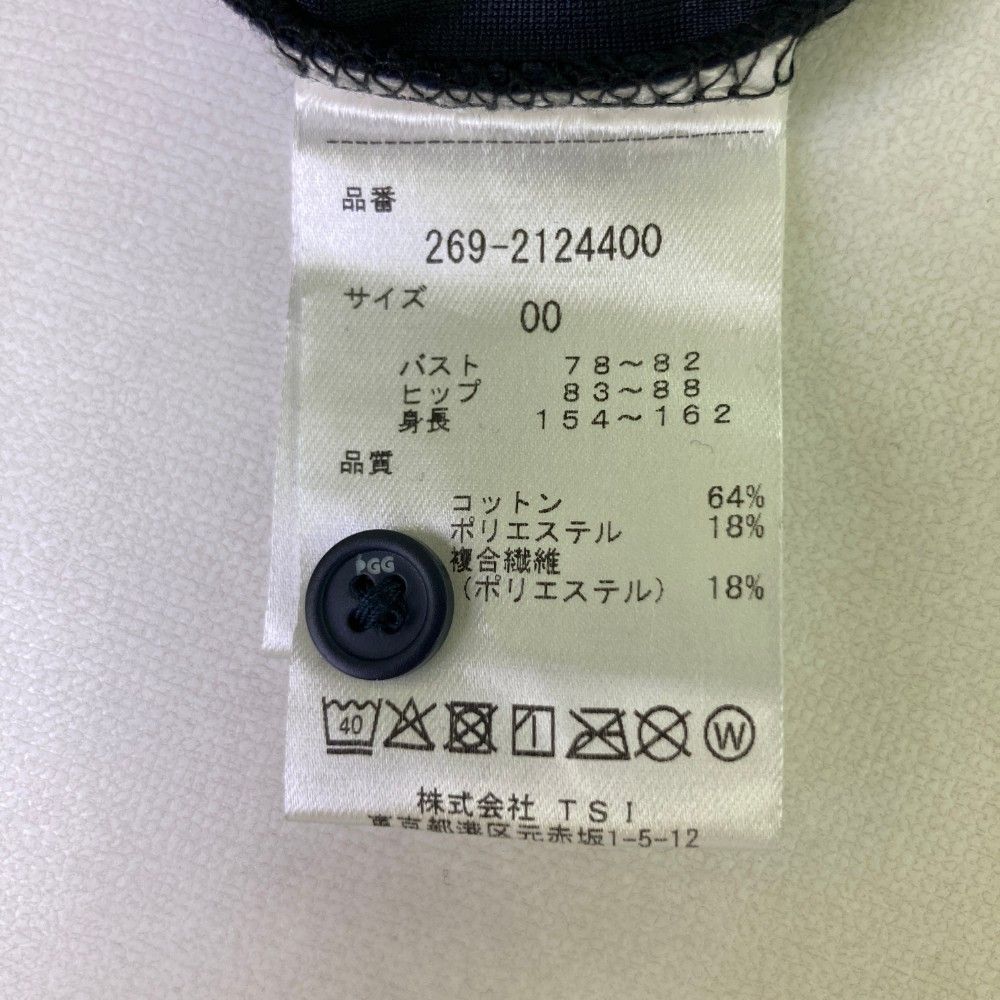 品番
269-2124400
サイズ
00
バスト 78～82
ヒップ 83～88
身長 154～162
品質
コットン 64%
ポリエステル 18%
複合繊維
(ポリエステル) 18%
PGG
40
W
株式会社 TSI
東京都港区元赤坂1-5-12